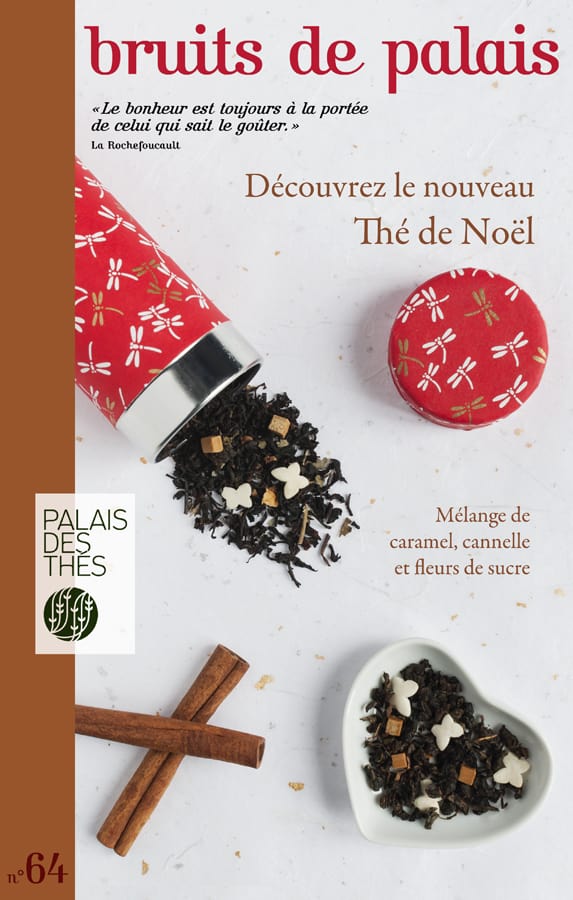 bruits de palais
« Le bonheur est toujours à la portée
de celui qui sait le goûter. »
La Rochefoucault
Découvrez le nouveau
Thé de Noël
Mélange de
caramel, cannelle
et fleurs de sucre
PALAIS
DES
THÉS
n°64